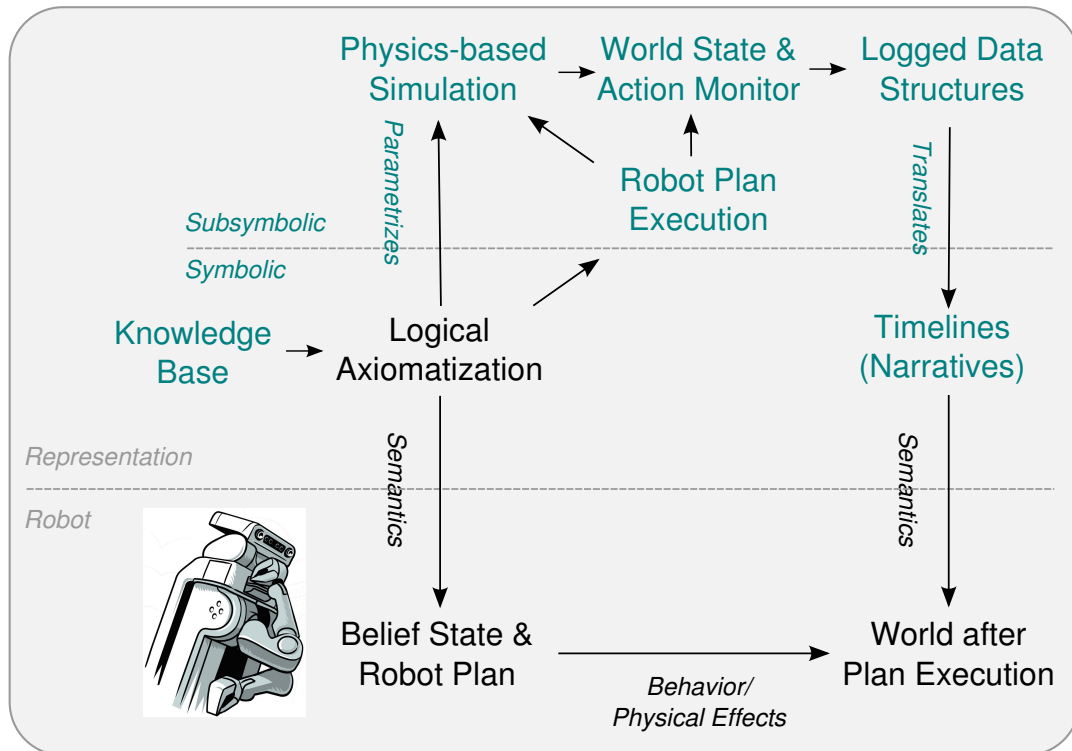 Physics-based
Simulation
World State &
Action Monitor
Logged Data
Structures
Parametrizes
Robot Plan
Execution
Translates
Subsymbolic
Symbolic
Knowledge
Base
Logical
Axiomatization
Timelines
(Narratives)
Representation
Semantics
Semantics
Robot
Belief State &
Robot Plan
Behavior/
Physical Effects
World after
Plan Execution